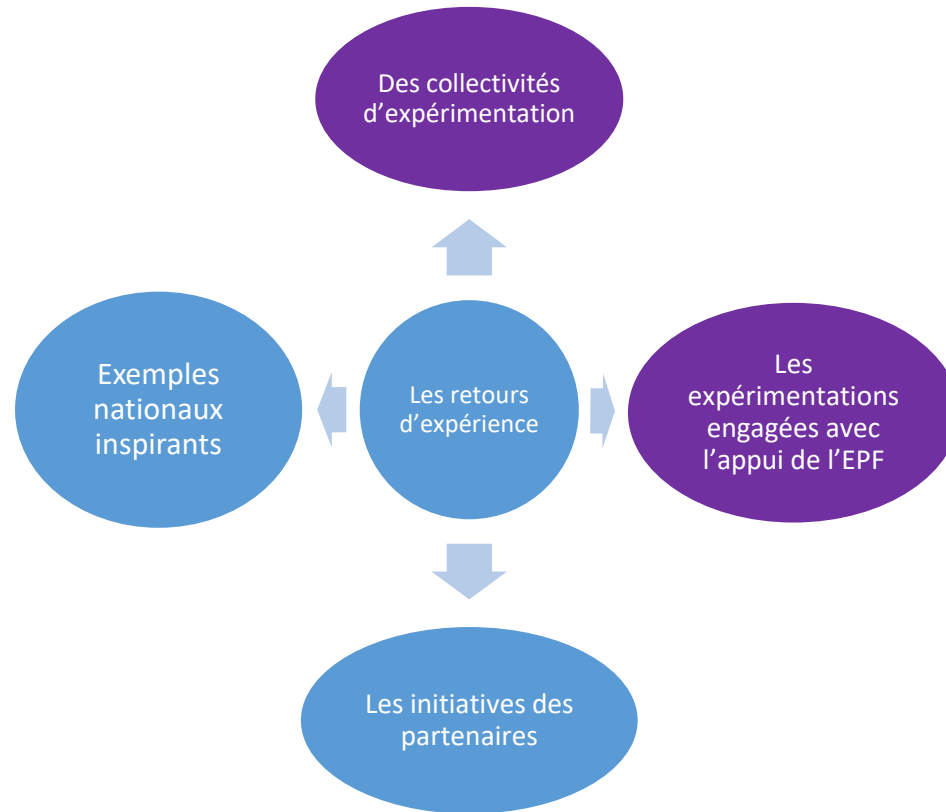 Des collectivités
d’expérimentation
Exemples
nationaux
inspirants
Les retours
d’expérience
Les
expérimentations
engagées avec
l’appui de l’EPF
Les initiatives des
partenaires